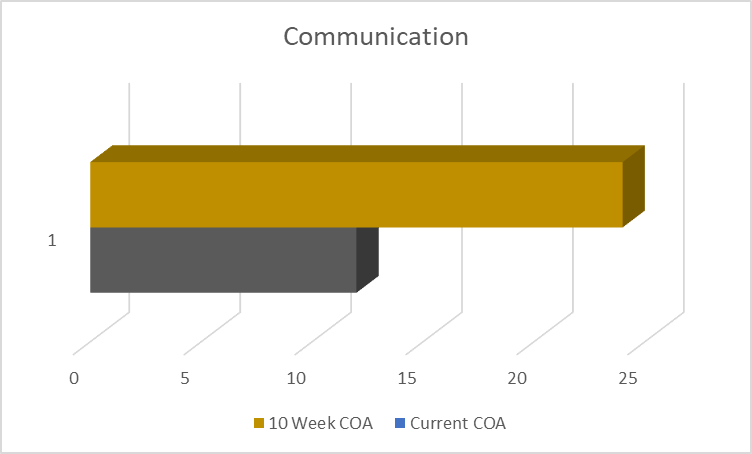 Communication
1
0 5 10 15 20 25
10 Week COA Current COA